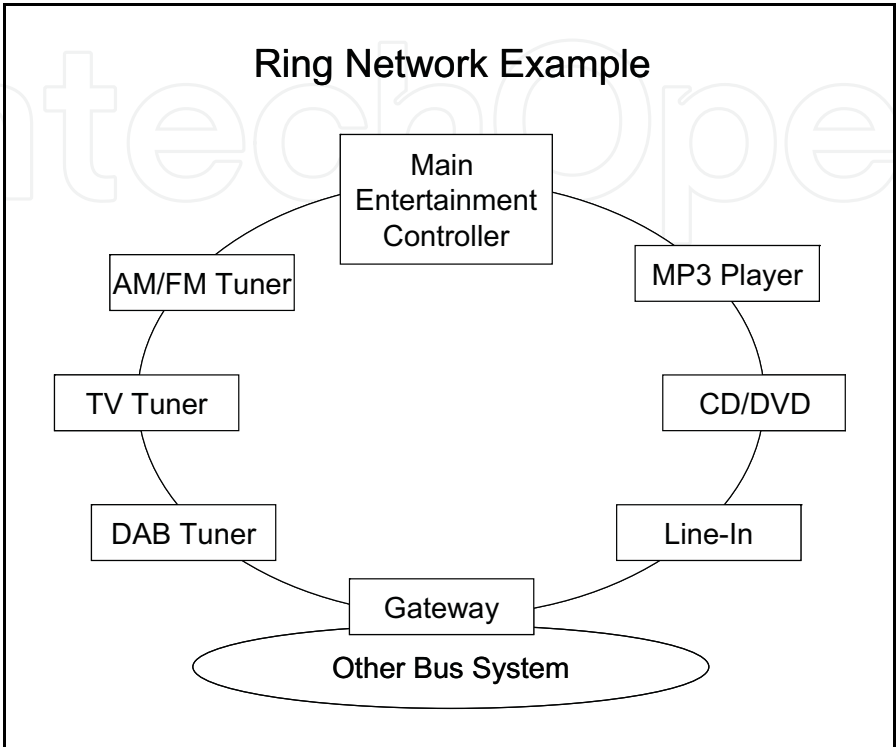 Ring Network Example
Main
Entertainment
Controller
AM/FM Tuner
MP3 Player
TV Tuner
CD/DVD
DAB Tuner
Line-In
Gateway
Other Bus System
ntechOpe